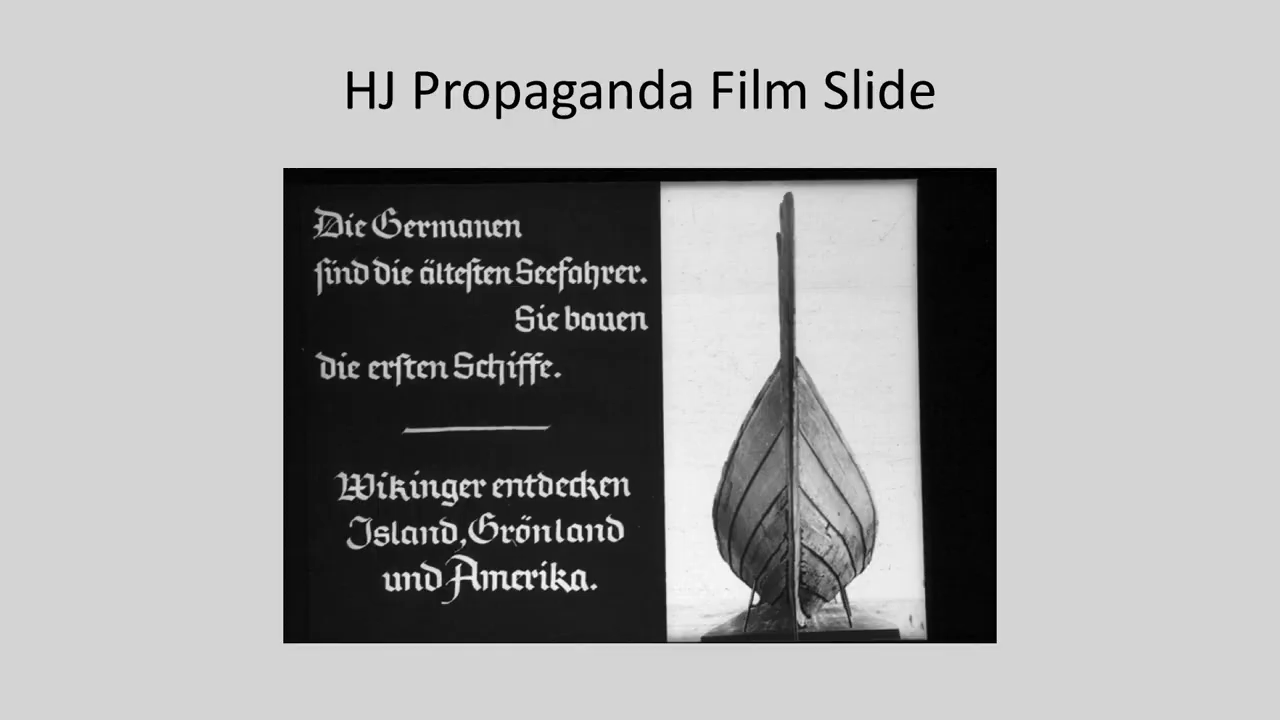 HJ Propaganda Film Slide
Die Germanen
sind die ältesten Seefahrer.
Sie bauen
die ersten Schiffe.
Wikinger entdecken
Island, Grönland
und Amerika.